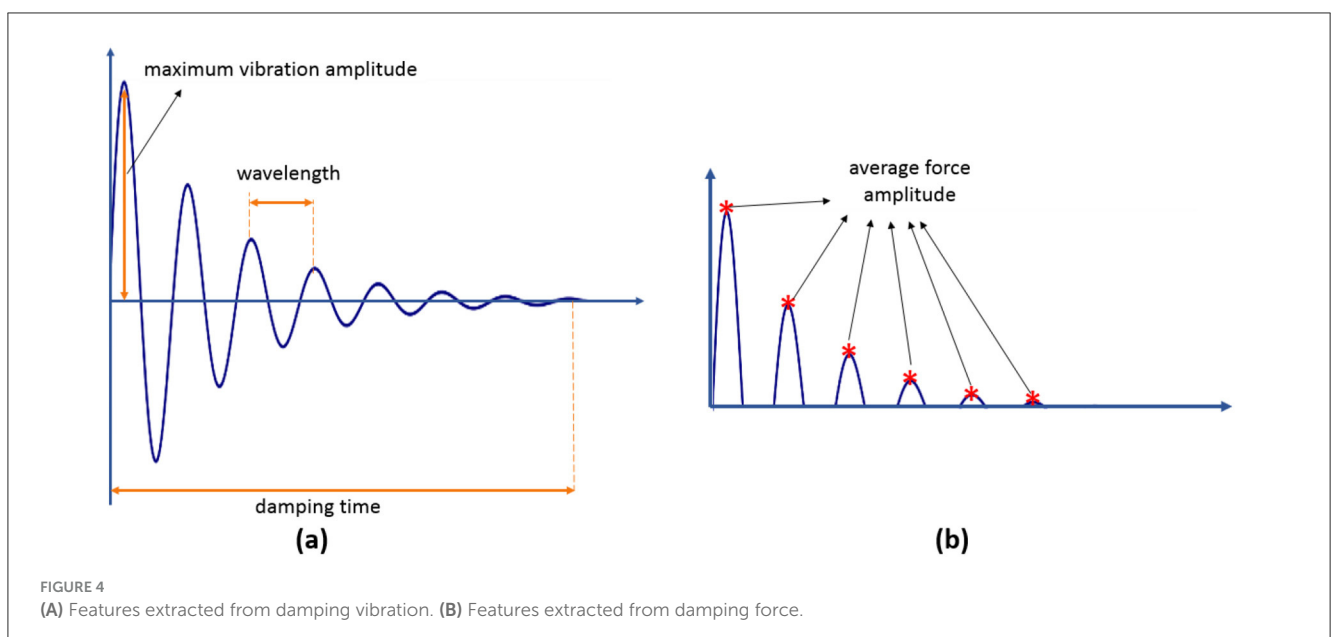 maximum vibration amplitude
wavelength
damping time
(a)
average force
amplitude
(b)
FIGURE 4
(A) Features extracted from damping vibration. (B) Features extracted from damping force.